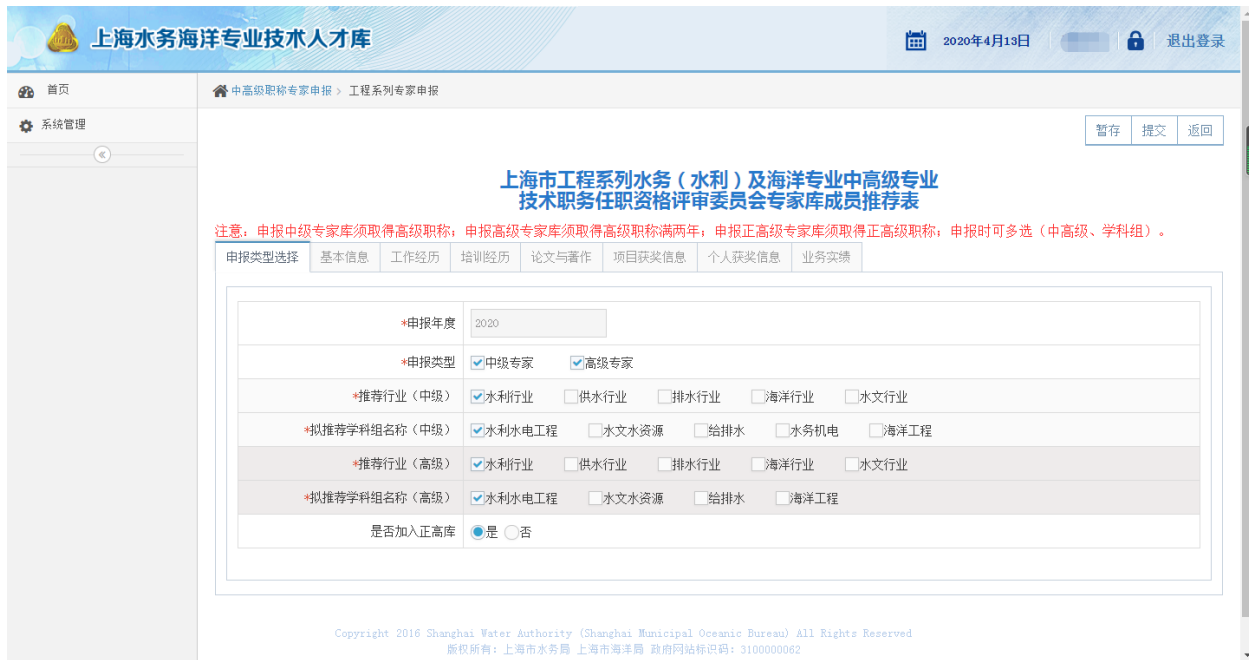 上海水务海洋专业技术人才库
2020年4月13日 退出登录
首页
系统管理
中高级职称专家申报 > 工程系列专家申报
暂存 提交 返回
上海市工程系列水务（水利）及海洋专业中高级专业
技术职务任职资格评审委员会专家库成员推荐表
注意：申报中级专家库须取得高级职称；申报高级专家库须取得高级职称满两年；申报正高级专家库须取得正高级职称；申报时可多选（中高级、学科组）。
申报类型选择 基本信息 工作经历 培训经历 论文与著作 项目获奖信息 个人获奖信息 业务实绩
*申报年度 2020
*申报类型 中级专家 高级专家
*推荐行业（中级） 水利行业 供水行业 排水行业 海洋行业 水文行业
*拟推荐学科组名称（中级） 水利水电工程 水文水资源 给排水 水务机电 海洋工程
*推荐行业（高级） 水利行业 供水行业 排水行业 海洋行业 水文行业
*拟推荐学科组名称（高级） 水利水电工程 水文水资源 给排水 海洋工程
是否加入正高库 是 否
Copyright 2016 Shanghai Water Authority (Shanghai Municipal Oceanic Bureau) All Rights Reserved
版权所有：上海市水务局 上海市海洋局 政府网站标识码：3100000062